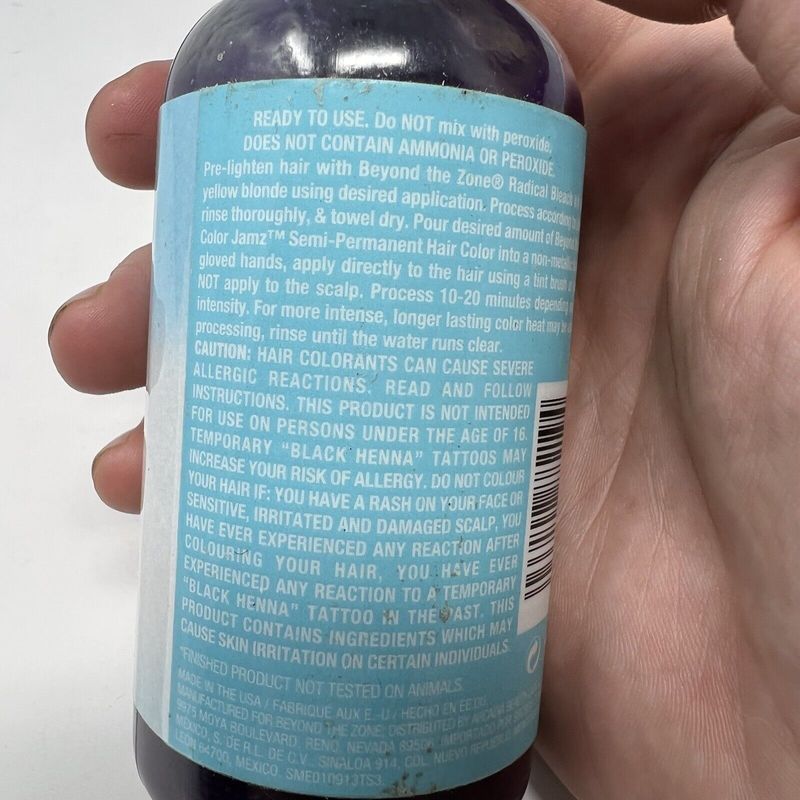 READY TO USE. Do NOT mix with peroxide.
DOES NOT CONTAIN AMMONIA OR PEROXIDE.
Pre-lighten hair with Beyond the Zone® Radical Bleach
yellow blonde using desired application. Process according
rinse thoroughly, & towel dry. Pour desired amount of Beyond
Color Jamz™ Semi-Permanent Hair Color into a non-metallic
gloved hands, apply directly to the hair using a tint brush
NOT apply to the scalp. Process 10-20 minutes depending
intensity. For more intense, longer lasting color heat may be
processing, rinse until the water runs clear.
CAUTION: HAIR COLORANTS CAN CAUSE SEVERE
ALLERGIC REACTIONS. READ AND FOLLOW
INSTRUCTIONS. THIS PRODUCT IS NOT INTENDED
FOR USE ON PERSONS UNDER THE AGE OF 16.
TEMPORARY "BLACK HENNA" TATTOOS MAY
INCREASE YOUR RISK OF ALLERGY. DO NOT COLOUR
YOUR HAIR IF: YOU HAVE A RASH ON YOUR FACE OR
SENSITIVE, IRRITATED AND DAMAGED SCALP, YOU
HAVE EVER EXPERIENCED ANY REACTION AFTER
COLOURING YOUR HAIR, YOU HAVE EVER
EXPERIENCED ANY REACTION TO A TEMPORARY
"BLACK HENNA" TATTOO IN THE PAST. THIS
PRODUCT CONTAINS INGREDIENTS WHICH MAY
CAUSE SKIN IRRITATION ON CERTAIN INDIVIDUALS.
*FINISHED PRODUCT NOT TESTED ON ANIMALS.
MADE IN THE USA / FABRIQUE AUX E.-U / HECHO EN EE.UU.
MANUFACTURED FOR BEYOND THE ZONE; DISTRIBUTED BY ARCADIA
9975 MOYA BOULEVARD, RENO, NEVADA IMPORTADO POR
MEXICO, S. DE R.L. DE C.V. SINALOA 914, COL. NUEVO
LEON 64700, MEXICO. SME010913TS3.